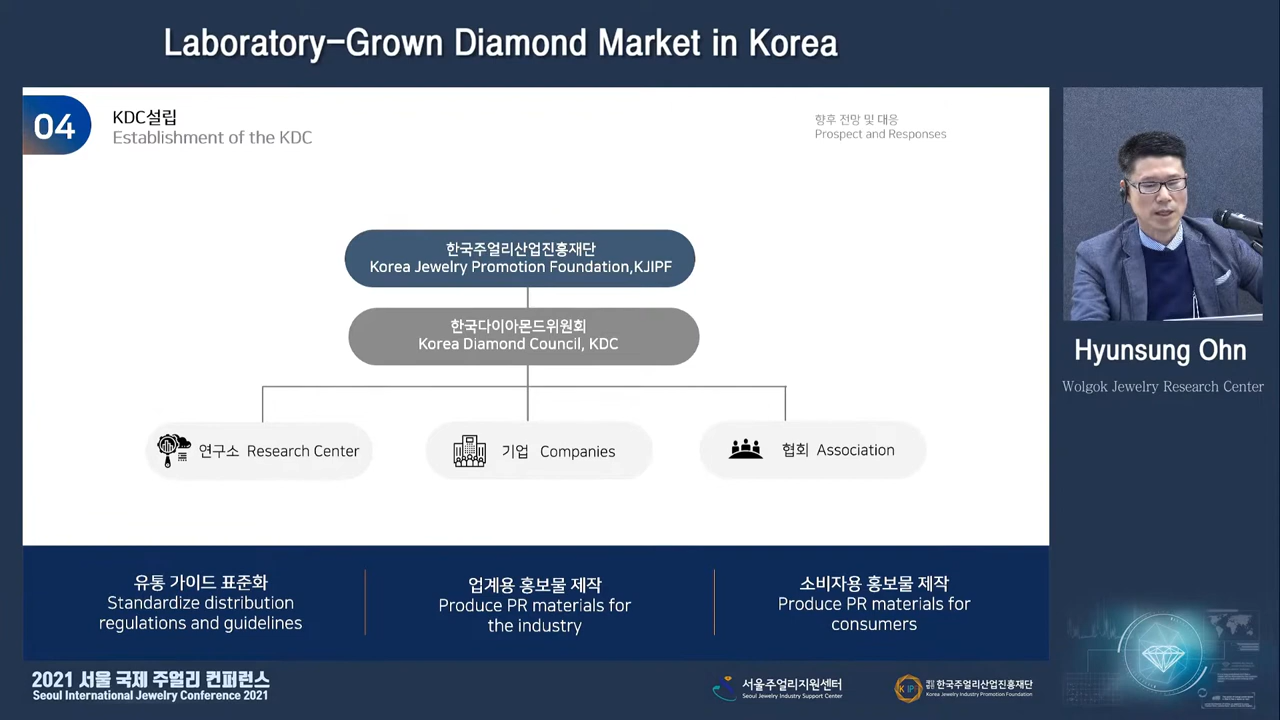 Laboratory-Grown Diamond Market in Korea
04
KDC설립
Establishment of the KDC
향후 전망 및 대응
Prospect and Responses
한국주얼리산업진흥재단
Korea Jewelry Promotion Foundation,KJIPF
한국다이아몬드위원회
Korea Diamond Council, KDC
연구소 Research Center
기업 Companies
협회 Association
유통 가이드 표준화
Standardize distribution
regulations and guidelines
업계용 홍보물 제작
Produce PR materials for
the industry
소비자용 홍보물 제작
Produce PR materials for
consumers
Hyunsung Ohn
Wolgok Jewelry Research Center
2021 서울 국제 주얼리 컨퍼런스
Seoul International Jewelry Conference 2021
서울주얼리지원센터
Seoul Jewelry Industry Support Center
재단법인 한국주얼리산업진흥재단
Korea Jewelry Industry Promotion Foundation